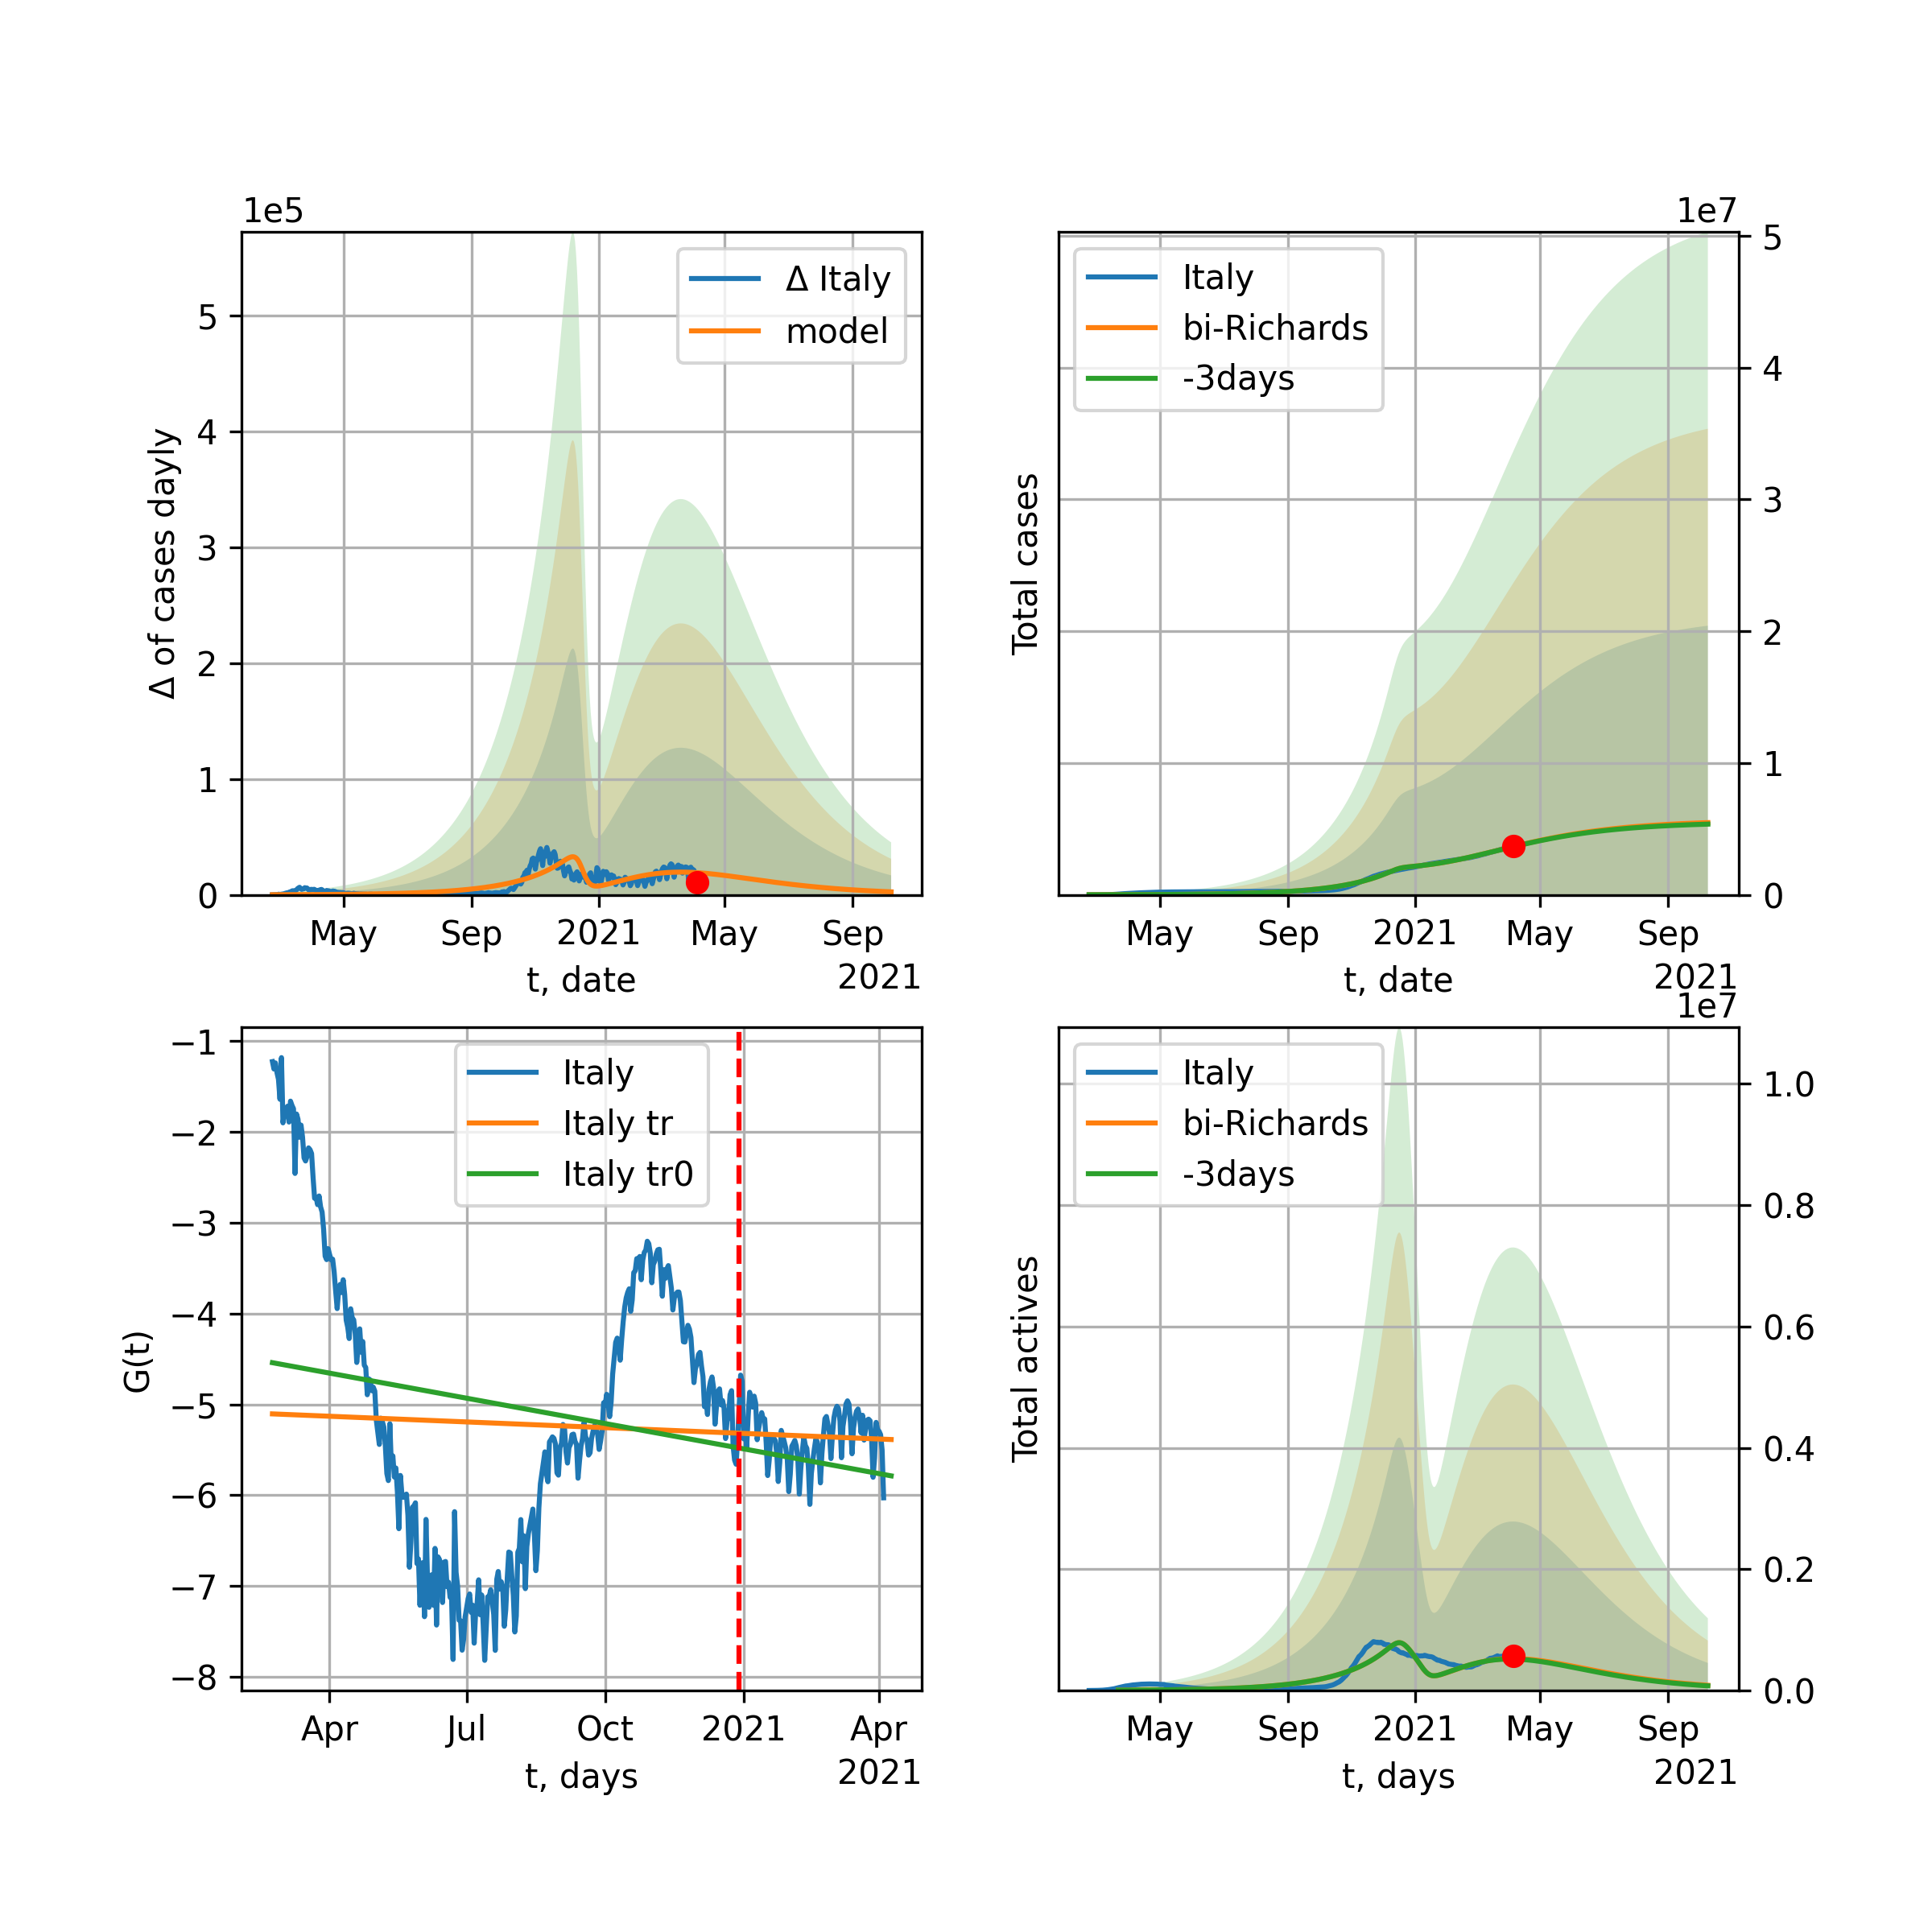 1e5
Δ Italy
model
5
4
3
2
1
0
Δ of cases dayly
May Sep 2021 May Sep
t, date 2021
1e7
Italy
bi-Richards
-3days
5
4
3
2
1
0
Total cases
May Sep 2021 May Sep
t, date 2021
Italy
Italy tr
Italy tr0
−1
−2
−3
−4
−5
−6
−7
−8
G(t)
Apr Jul Oct 2021 Apr
t, days 2021
1e7
Italy
bi-Richards
-3days
1.0
0.8
0.6
0.4
0.2
0.0
Total actives
May Sep 2021 May Sep
t, days 2021